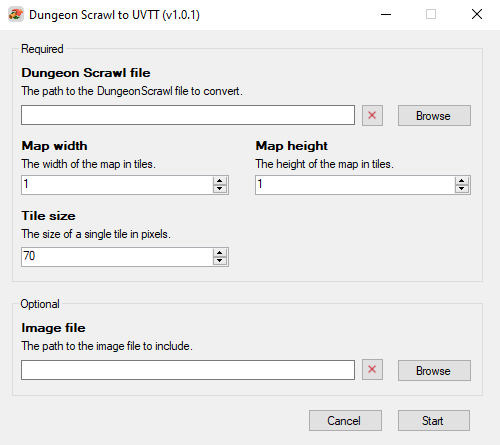 Dungeon Scrawl to UVTT (v1.0.1)
Required
Dungeon Scrawl file
The path to the DungeonScrawl file to convert.
Browse
Map width
Map height
The width of the map in tiles.
The height of the map in tiles.
1
1
Tile size
The size of a single tile in pixels.
70
Optional
Image file
The path to the image file to include.
Browse
Cancel
Start